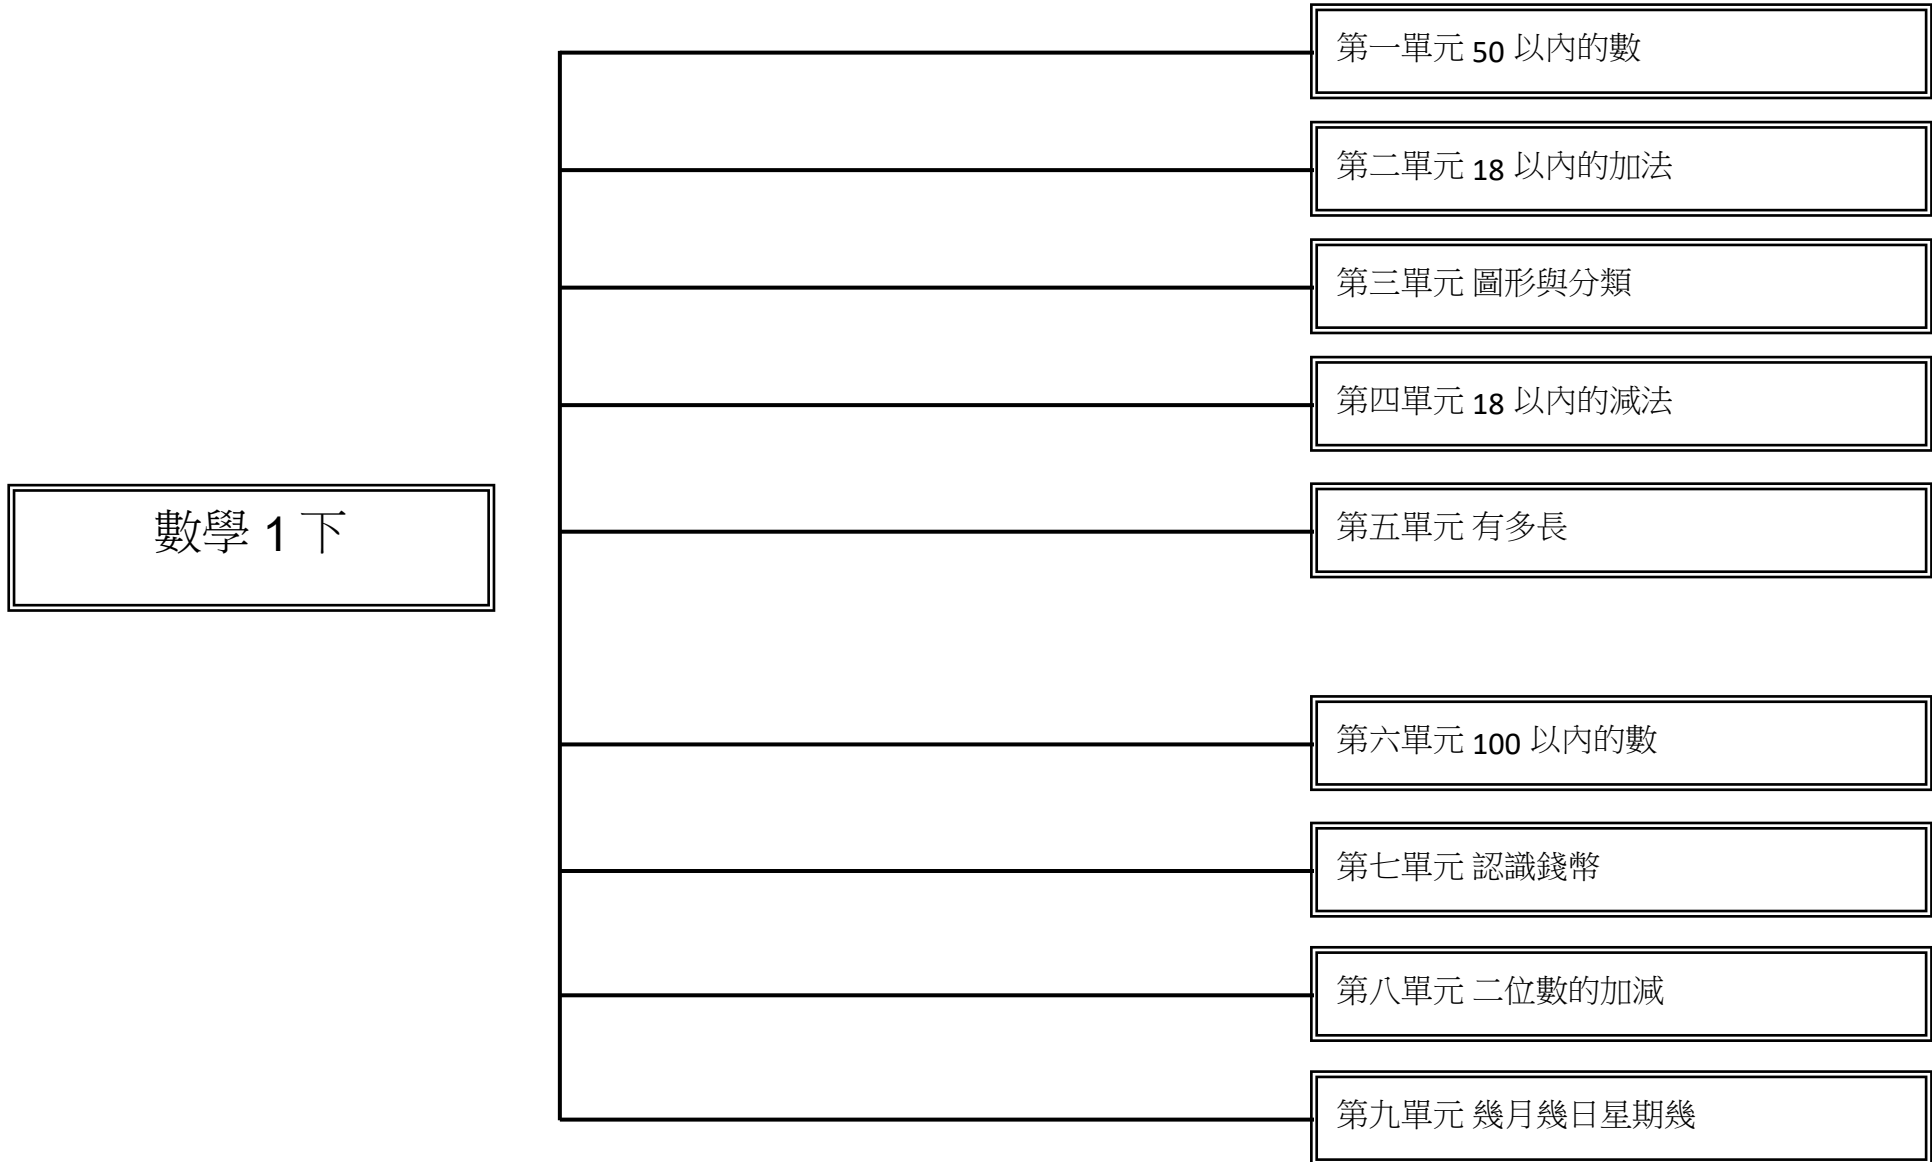 第一單元 50 以內的數
第二單元 18 以內的加法
第三單元 圖形與分類
第四單元 18 以內的減法
數學 1 下
第五單元 有多長
第六單元 100 以內的數
第七單元 認識錢幣
第八單元 二位數的加減
第九單元 幾月幾日星期幾